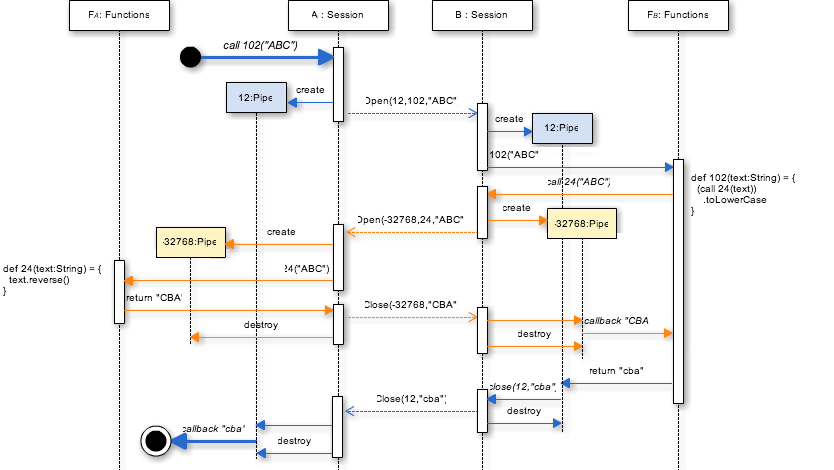 FA: Functions
A : Session
B : Session
FB: Functions
call 102("ABC")
create
12:Pipe
Open(12,102,"ABC"
create
12:Pipe
102("ABC"
def 102(text:String) = {
(call 24(text))
.toLowerCase
}
call 24("ABC")
create
-32768:Pipe
Open(-32768,24,"ABC"
create
-32768:Pipe
24("ABC")
def 24(text:String) = {
text.reverse()
}
return "CBA'
Close(-32768,"CBA"
destroy
callback "CBA
destroy
return "cba"
close(12,"cba",
Close(12,"cba")
destroy
callback "cba'
destroy